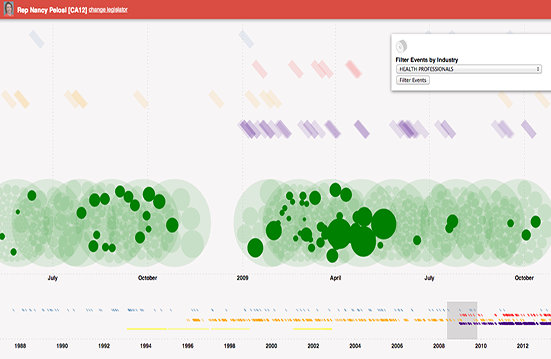 Rep Nancy Pelosi [CA12] change legislator
Filter Events by Industry
HEALTH PROFESSIONALS
Filter Events
July October 2009 April July October
1988 1990 1992 1994 1996 1998 2000 2002 2004 2006 2008 2010 2012